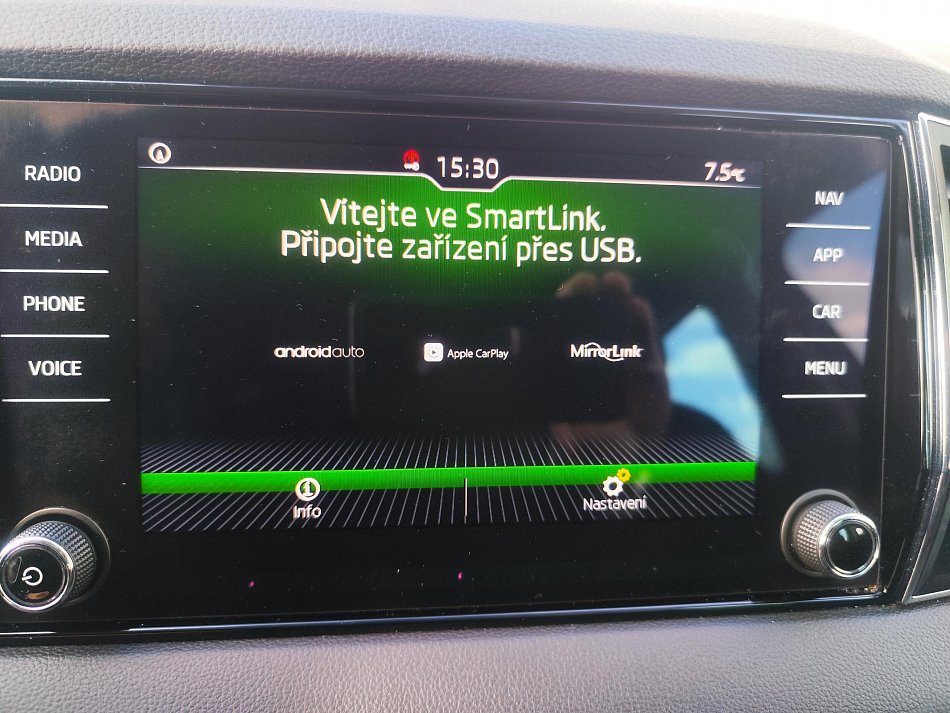 15:30
7.5°C
RADIO
MEDIA
PHONE
VOICE
Vítejte ve SmartLink.
Připojte zařízení přes USB.
androidauto
Apple CarPlay
MirrorLink
Info
Nastavení
NAV
APP
CAR
MENU